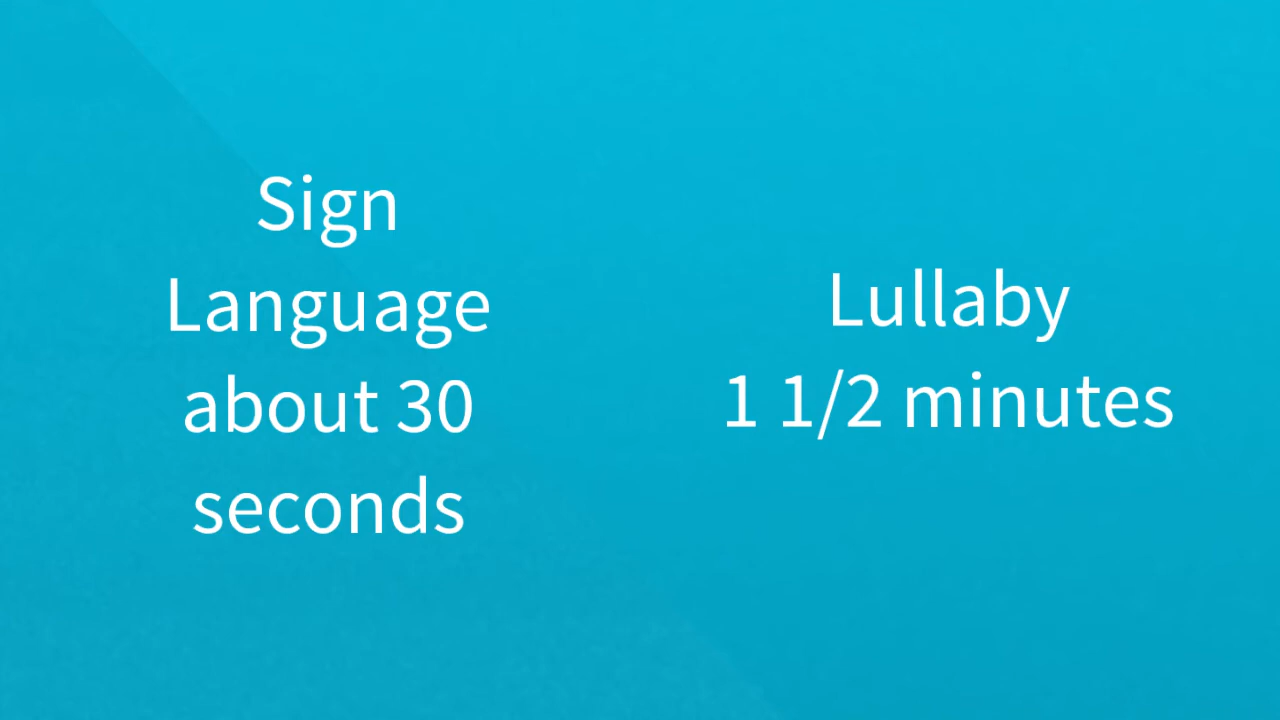 Sign
Language
about 30
seconds
Lullaby
1 1/2 minutes